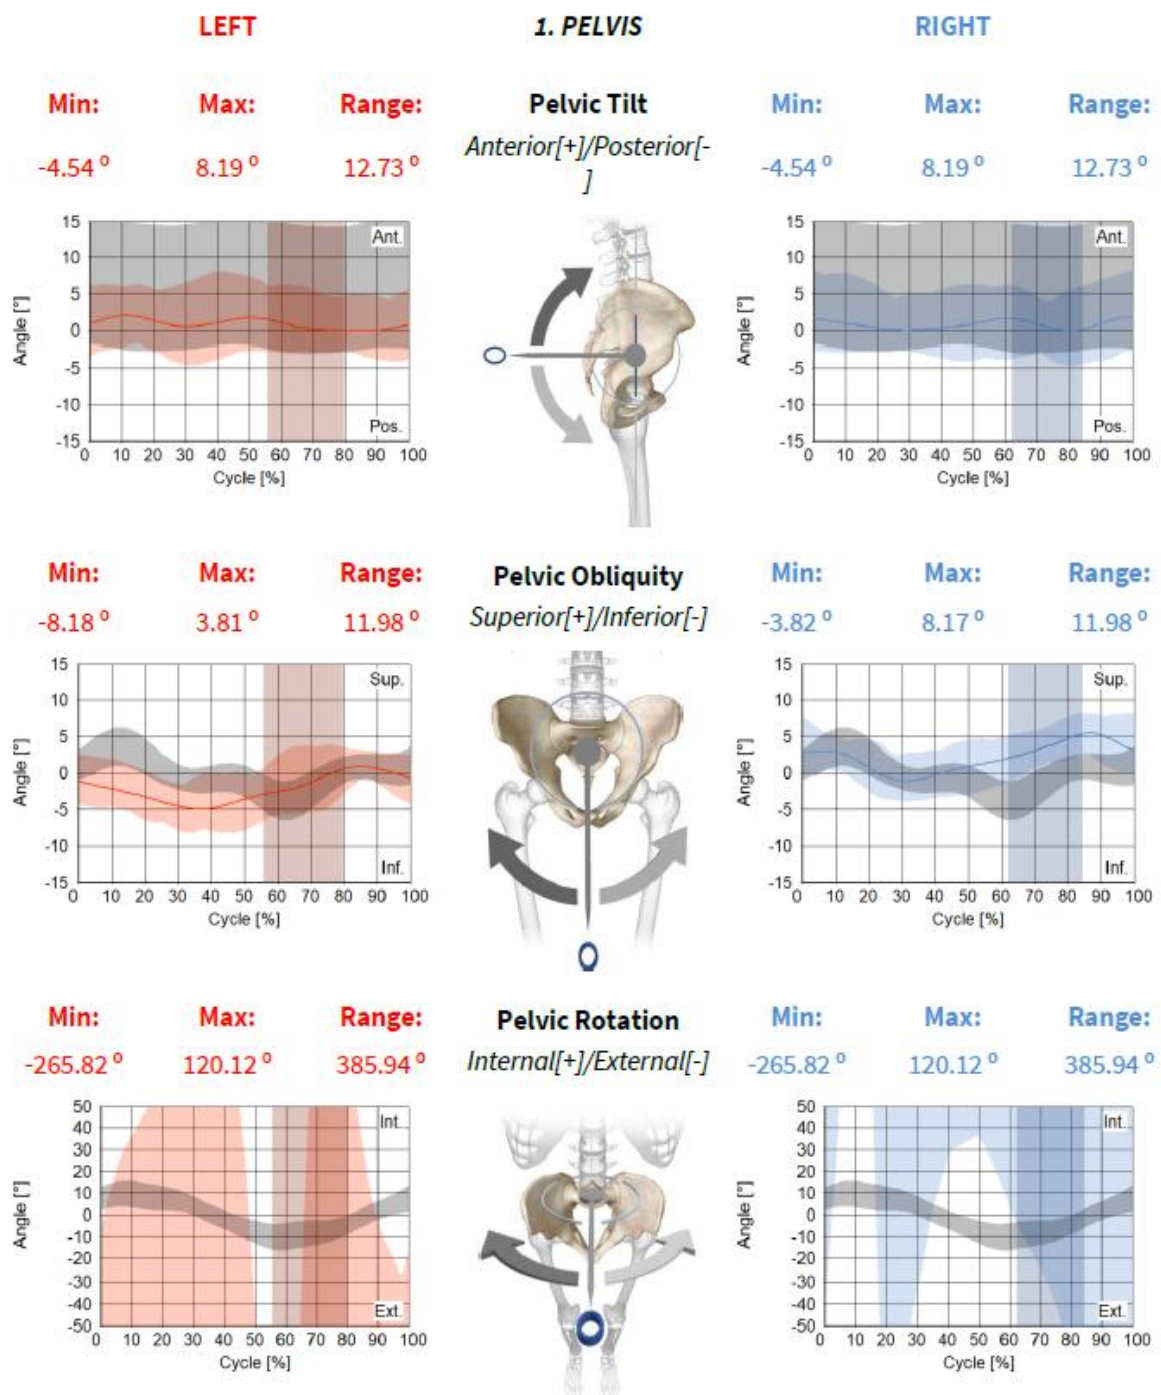 LEFT 1. PELVIS RIGHT
Min: Max: Range: Pelvic Tilt Min: Max: Range:
-4.54 º 8.19 º 12.73 º Anterior[+]/Posterior[- -4.54 º 8.19 º 12.73 º
]
15 Ant. 15 Ant.
10 10
5 5
0 0
-5 -5
-10 -10
-15 Pos. -15 Pos.
Angle [°] Angle [°]
0 10 20 30 40 50 60 70 80 90 100 0 10 20 30 40 50 60 70 80 90 100
Cycle [%] Cycle [%]
Min: Max: Range: Pelvic Obliquity Min: Max: Range:
-8.18 º 3.81 º 11.98 º Superior[+]/Inferior[-] -3.82 º 8.17 º 11.98 º
15 Sup. 15 Sup.
10 10
5 5
0 0
-5 -5
-10 -10
-15 Inf. -15 Inf.
Angle [°] Angle [°]
0 10 20 30 40 50 60 70 80 90 100 0 10 20 30 40 50 60 70 80 90 100
Cycle [%] Cycle [%]
Min: Max: Range: Pelvic Rotation Min: Max: Range:
-265.82 º 120.12 º 385.94 º Internal[+]/External[-] -265.82 º 120.12 º 385.94 º
50 Int. 50 Int.
40 40
30 30
20 20
10 10
0 0
-10 -10
-20 -20
-30 -30
-40 Ext. -40 Ext.
-50 -50
Angle [°] Angle [°]
0 10 20 30 40 50 60 70 80 90 100 0 10 20 30 40 50 60 70 80 90 100
Cycle [%] Cycle [%]